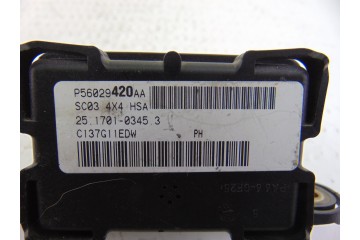 P56029420AA
SC03 4X4 HSA
25.1701-0345.3
C137G11EDW PH